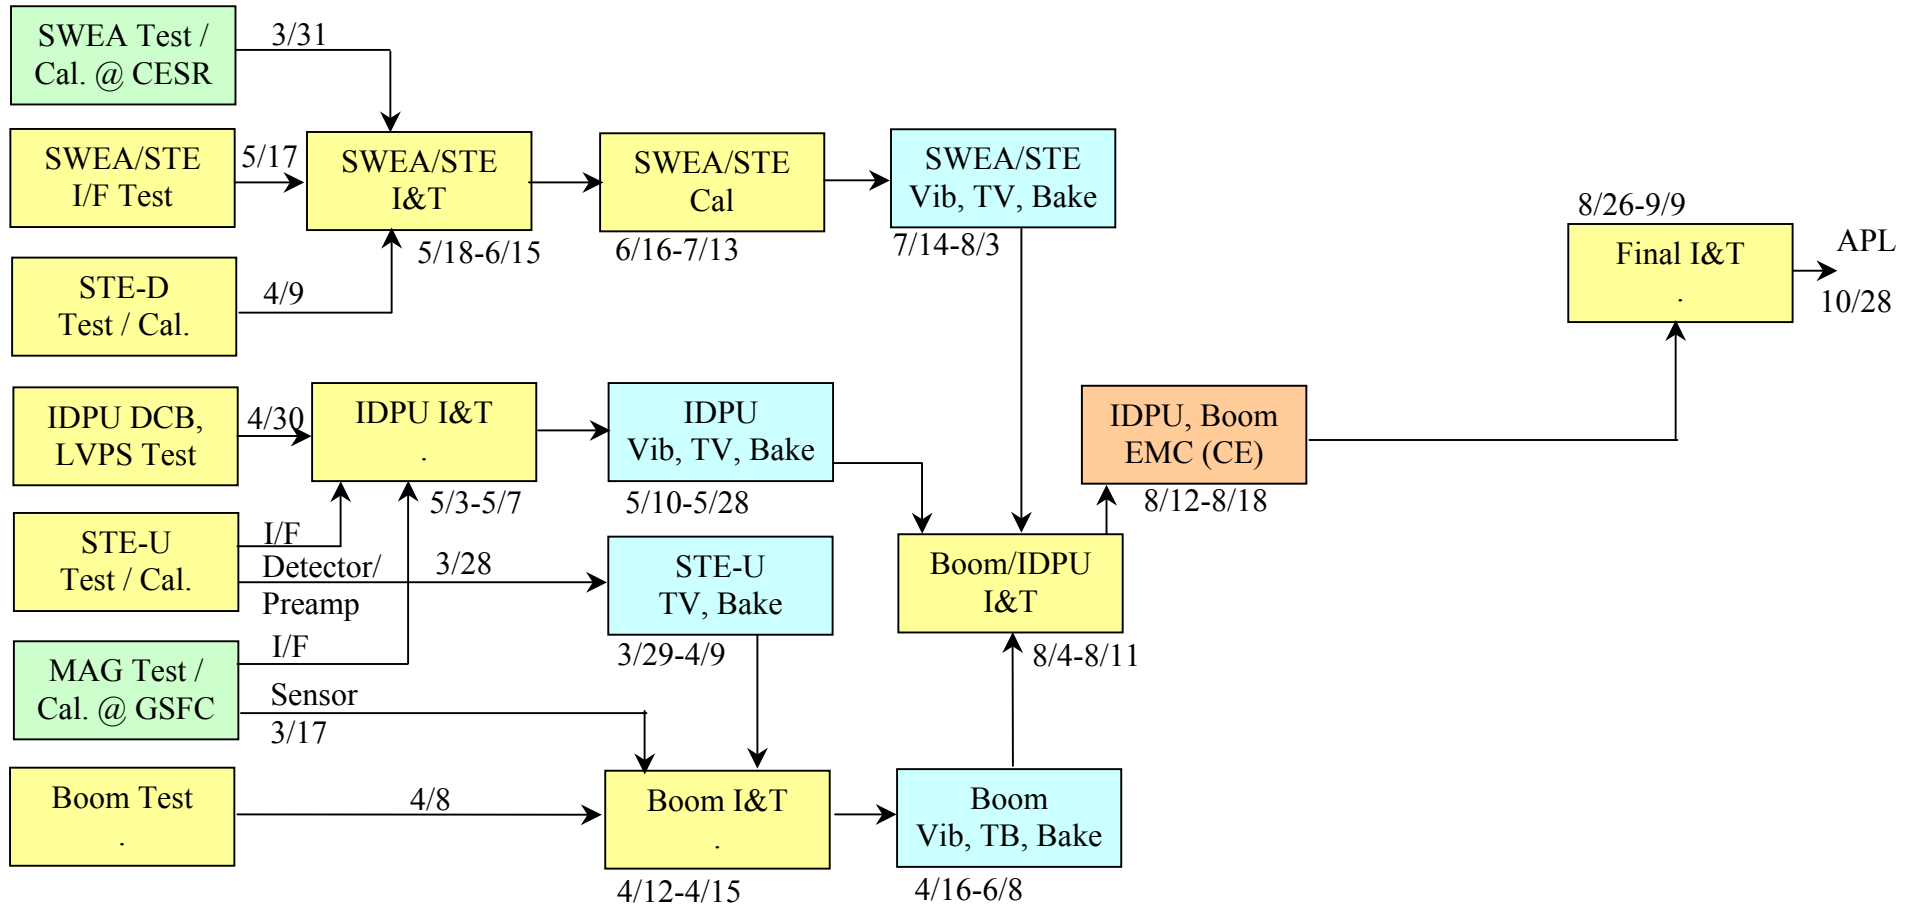 SWEA Test /
Cal. @ CESR
3/31
SWEA/STE
I/F Test
5/17
SWEA/STE
I&T
5/18-6/15
SWEA/STE
Cal
6/16-7/13
SWEA/STE
Vib, TV, Bake
7/14-8/3
8/26-9/9
Final I&T
.
APL
10/28
STE-D
Test / Cal.
4/9
IDPU DCB,
LVPS Test
4/30
IDPU I&T
.
5/3-5/7
IDPU
Vib, TV, Bake
5/10-5/28
IDPU, Boom
EMC (CE)
8/12-8/18
STE-U
Test / Cal.
I/F
Detector/
Preamp
3/28
STE-U
TV, Bake
3/29-4/9
Boom/IDPU
I&T
8/4-8/11
MAG Test /
Cal. @ GSFC
I/F
Sensor
3/17
Boom Test
.
4/8
Boom I&T
.
4/12-4/15
Boom
Vib, TB, Bake
4/16-6/8